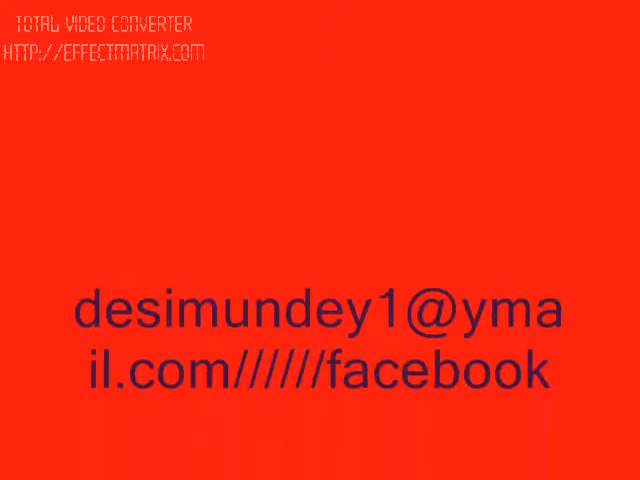 TOTAL VIDEO CONVERTER
HTTP://EFFECTMATRIX.COM
desimundey1@yma
il.com//////facebook